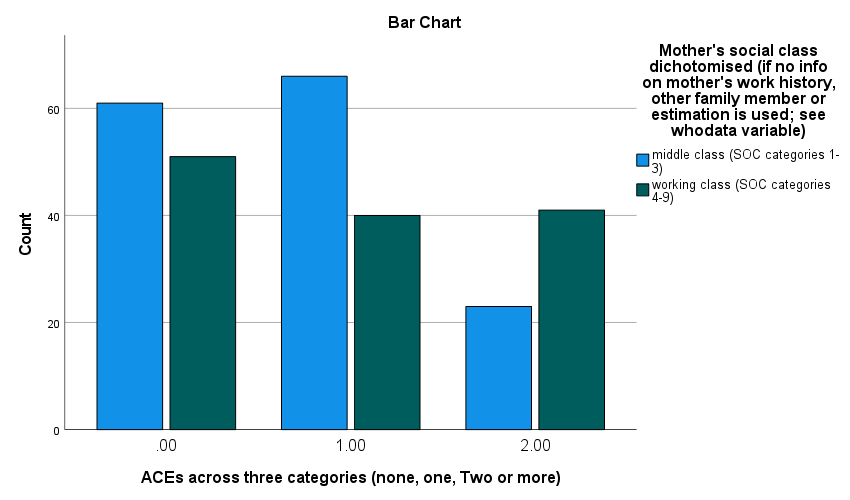 Bar Chart
Mother's social class
dichotomised (if no info
on mother's work history,
other family member or
estimation is used; see
whodata variable)
middle class (SOC categories 1-
3)
working class (SOC categories
4-9)
Count
60
40
20
0
.00
1.00
2.00
ACEs across three categories (none, one, Two or more)